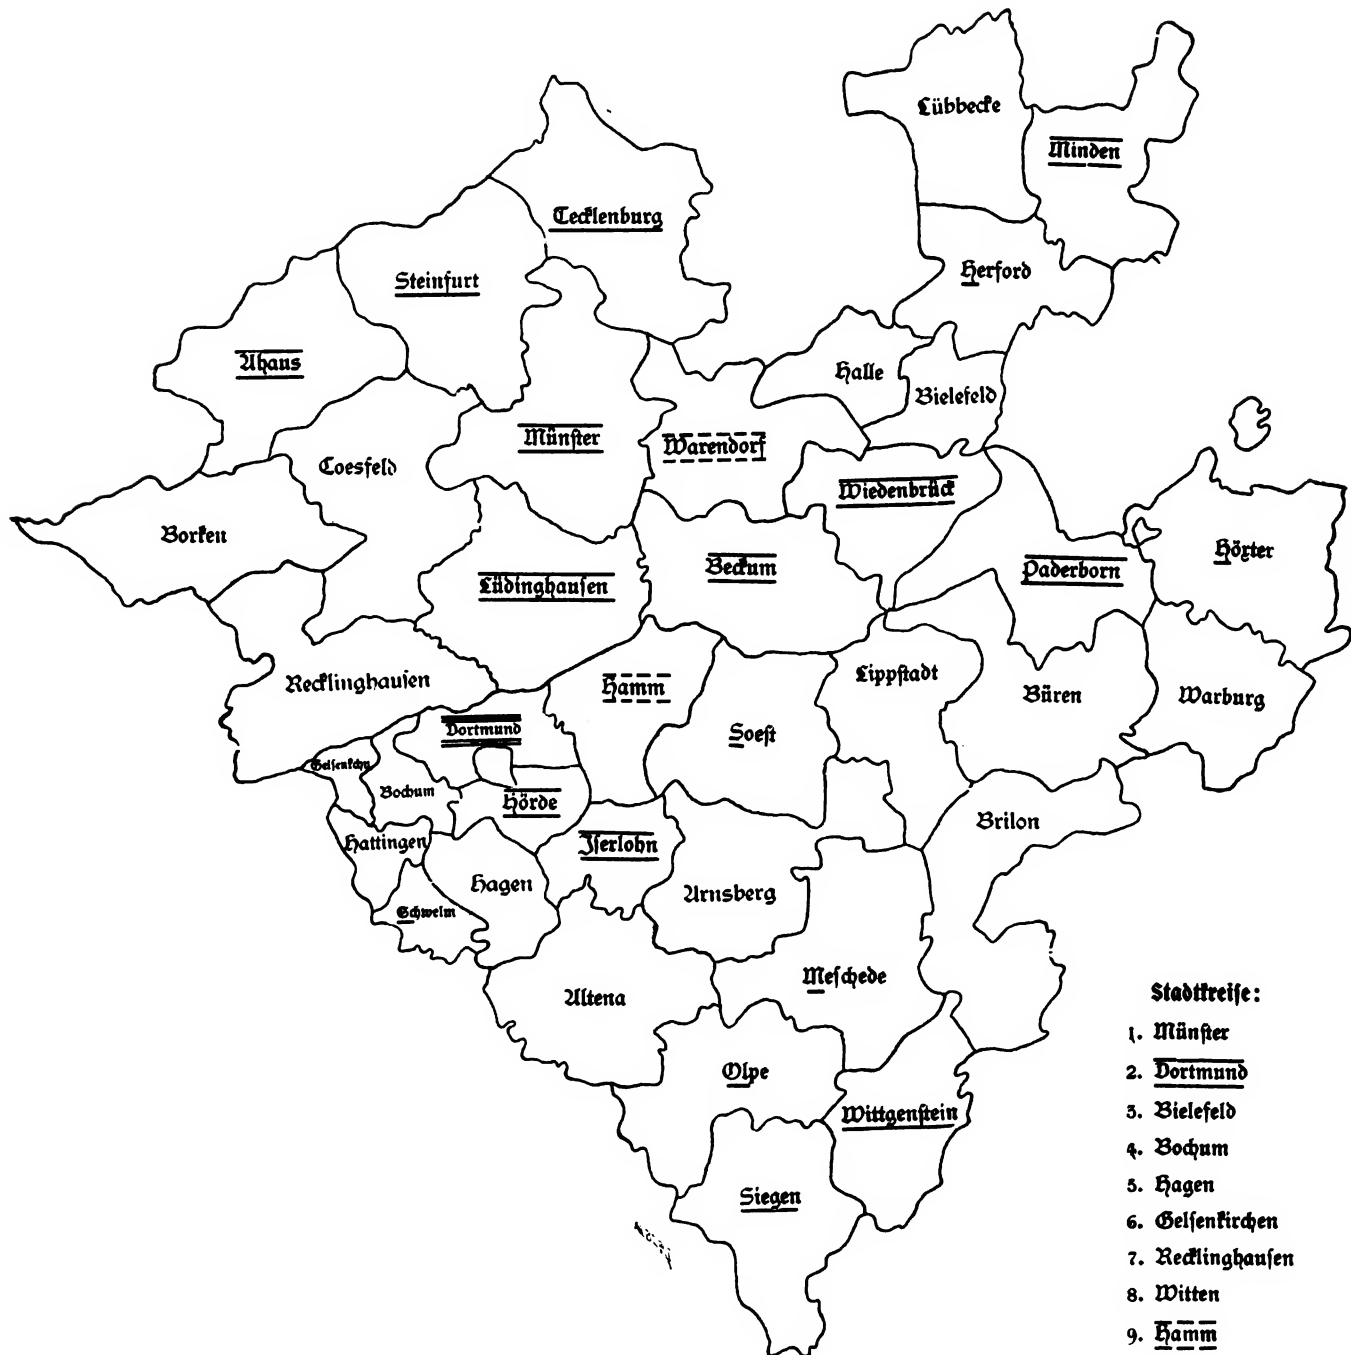 Lübbecke
Minden
Tecklenburg
Herford
Steinfurt
Ahaus
Halle
Bielefeld
Münſter
Warendorf
Coesfeld
Wiedenbrück
Borken
Höxter
Beckum
Paderborn
Lüdinghauſen
Recklinghauſen
Hamm
Lippſtadt
Büren
Warburg
Dortmund
Soeſt
Gelſenkchn
Bochum
Hörde
Brilon
Hattingen
Iſerlohn
Hagen
Arnsberg
Schwelm
Meſchede
Altena
Olpe
Wittgenſtein
Siegen
Stadtkreiſe:
1. Münſter
2. Dortmund
3. Bielefeld
4. Bochum
5. Hagen
6. Gelſenkirchen
7. Recklinghauſen
8. Witten
9. Hamm